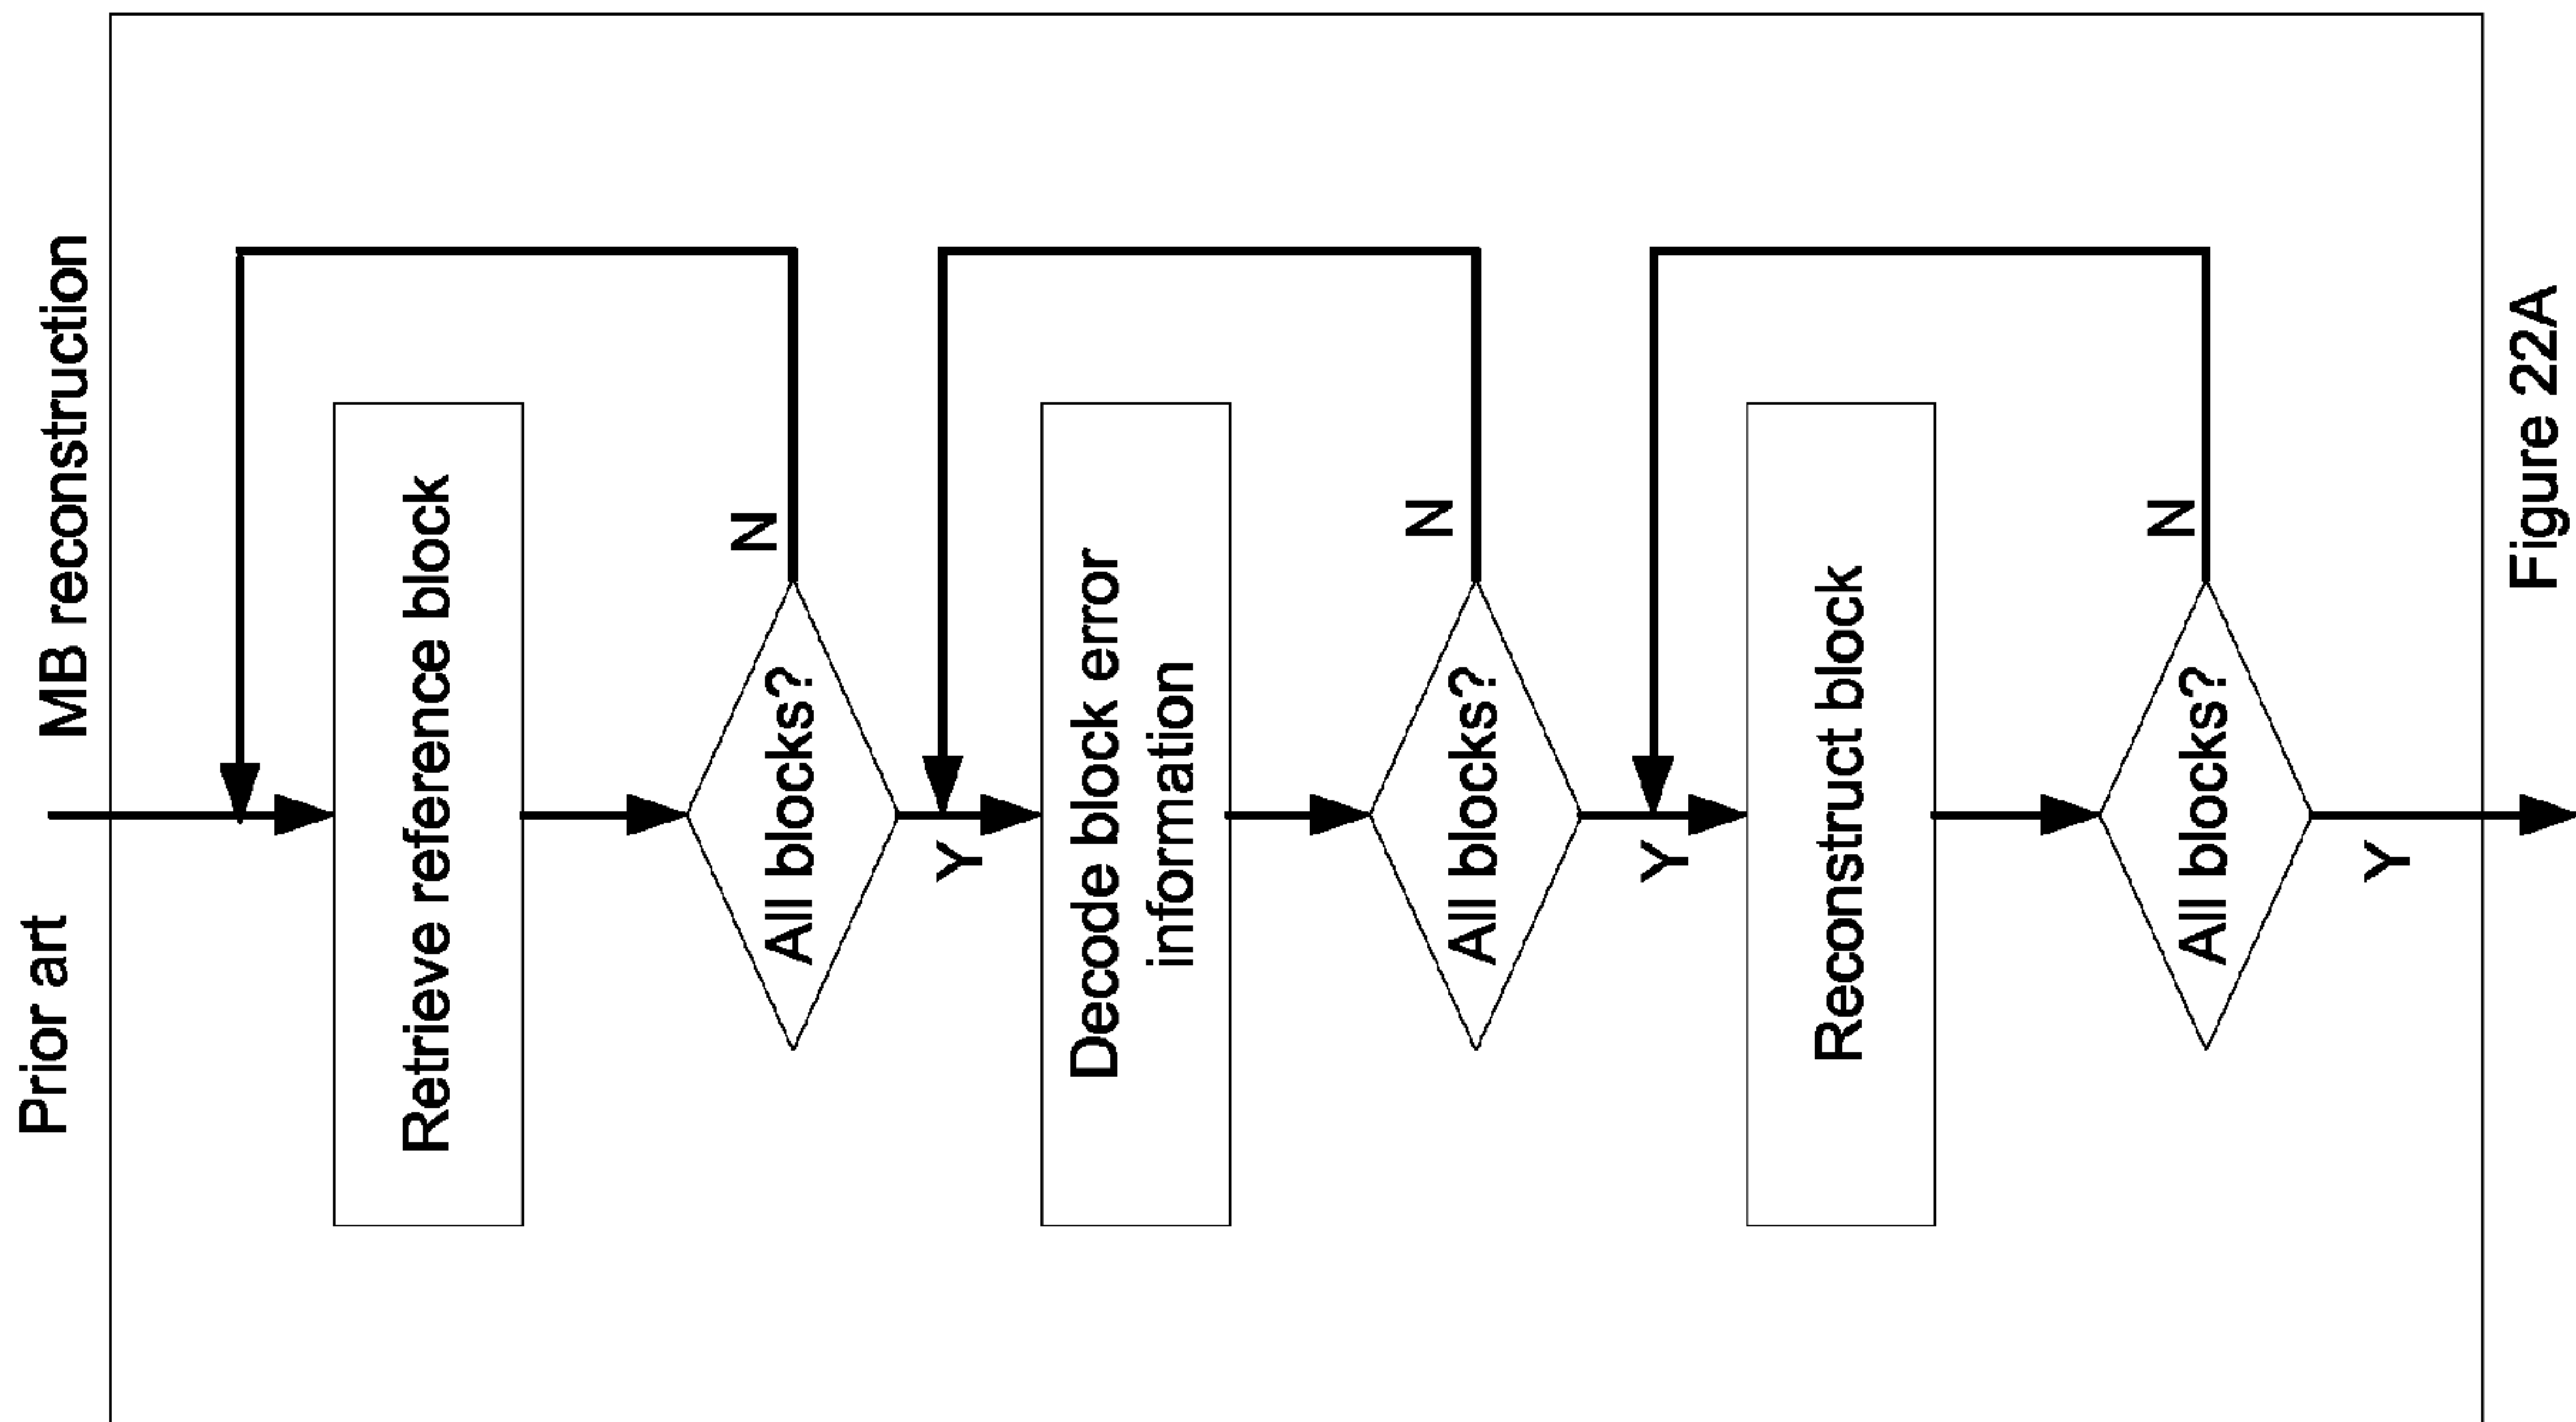 Prior art
MB reconstruction
Retrieve reference block
All blocks?
N
Y
Decode block error
information
All blocks?
N
Y
Reconstruct block
All blocks?
N
Y
Figure 22A